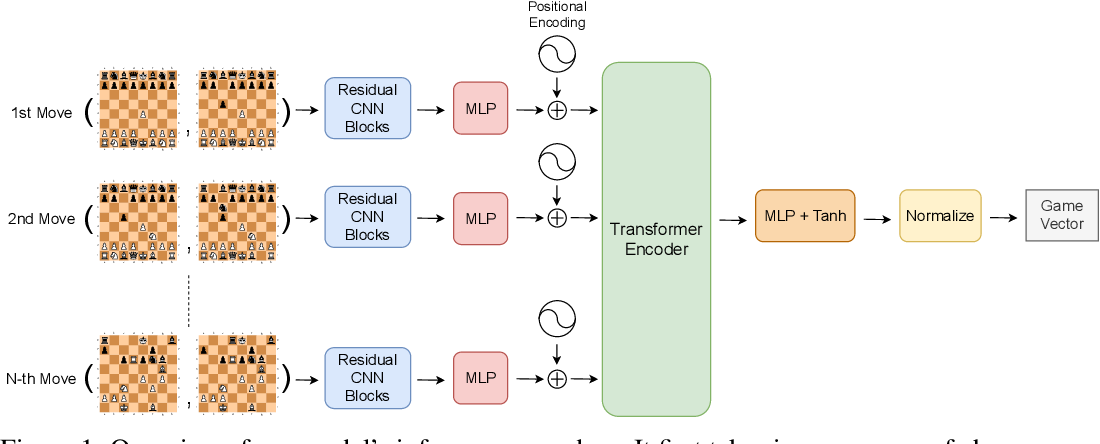 Positional
Encoding
1st Move
(
,
)
Residual
CNN
Blocks
MLP
2nd Move
(
,
)
Residual
CNN
Blocks
MLP
Transformer
Encoder
MLP + Tanh
Normalize
Game
Vector
N-th Move
(
,
)
Residual
CNN
Blocks
MLP